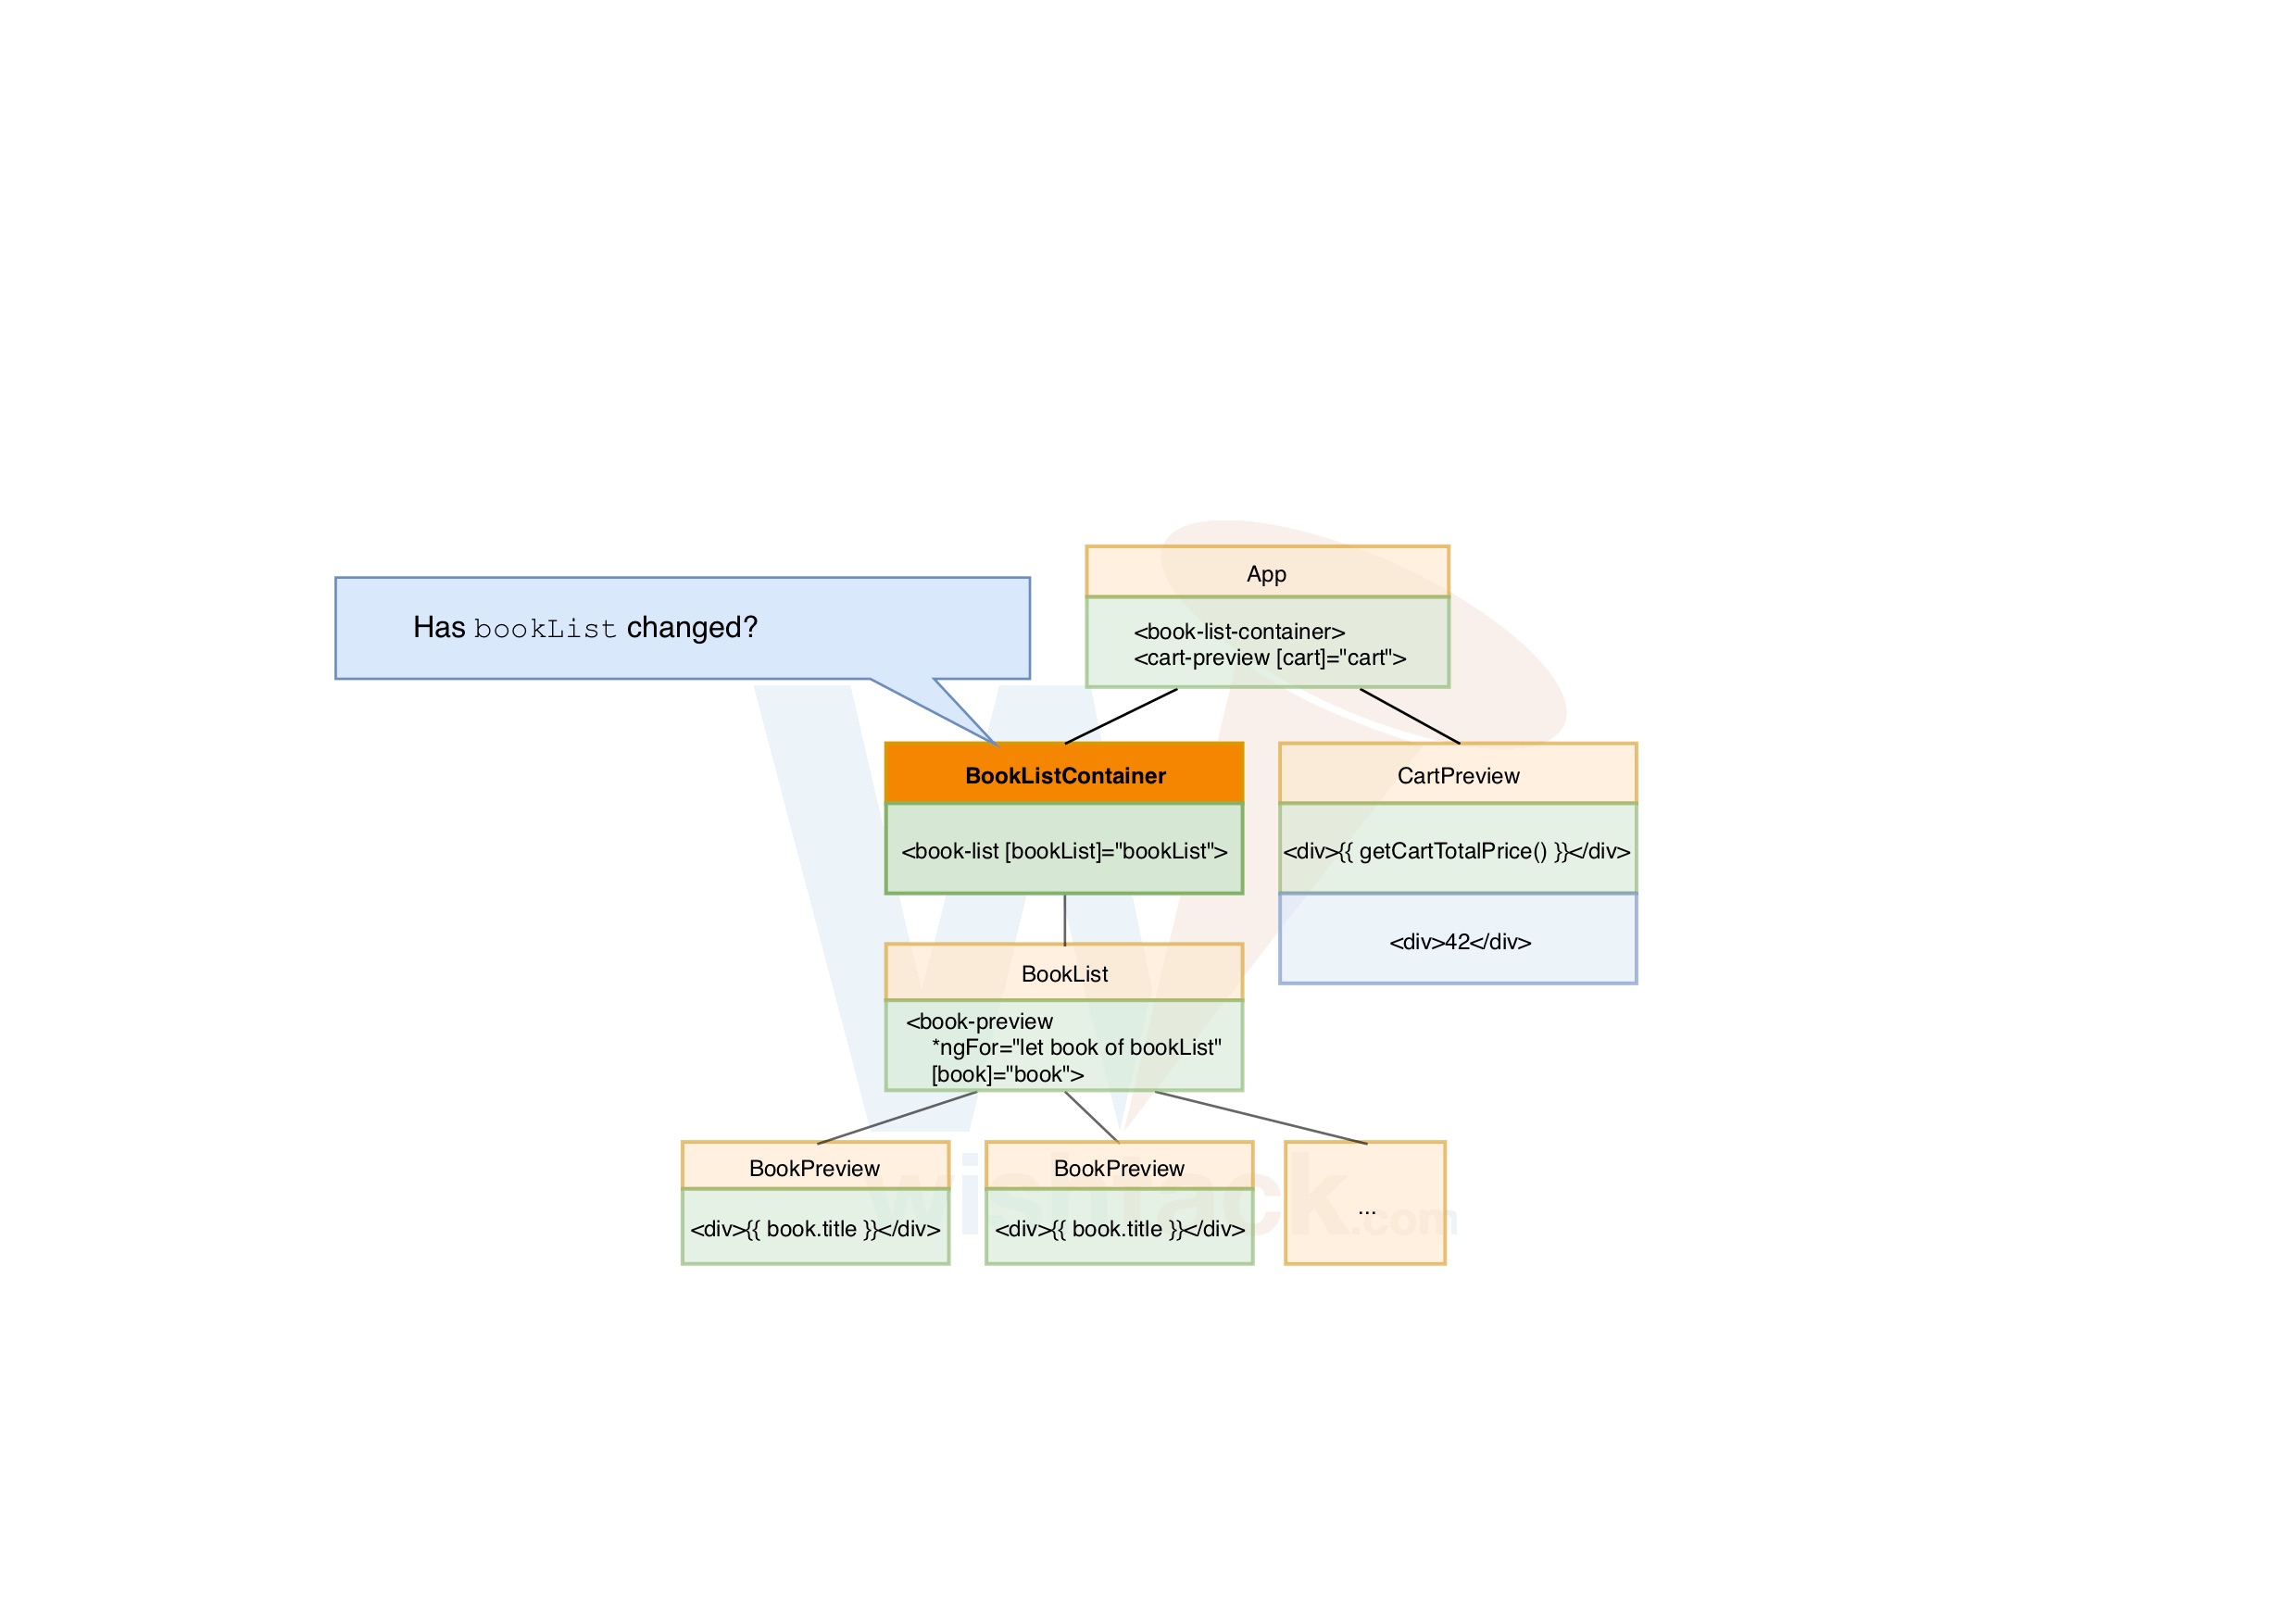 App
Has bookList changed?
<book-list-container>
<cart-preview [cart]="cart">
BookListContainer
CartPreview
<book-list [bookList]="bookList">
<div>{{ getCartTotalPrice() }}</div>
<div>42</div>
BookList
<book-preview
*ngFor="let book of bookList"
[book]="book">
BookPreview
BookPreview
...
<div>{{ book.title }}</div>
<div>{{ book.title }}</div>
wishtack.com